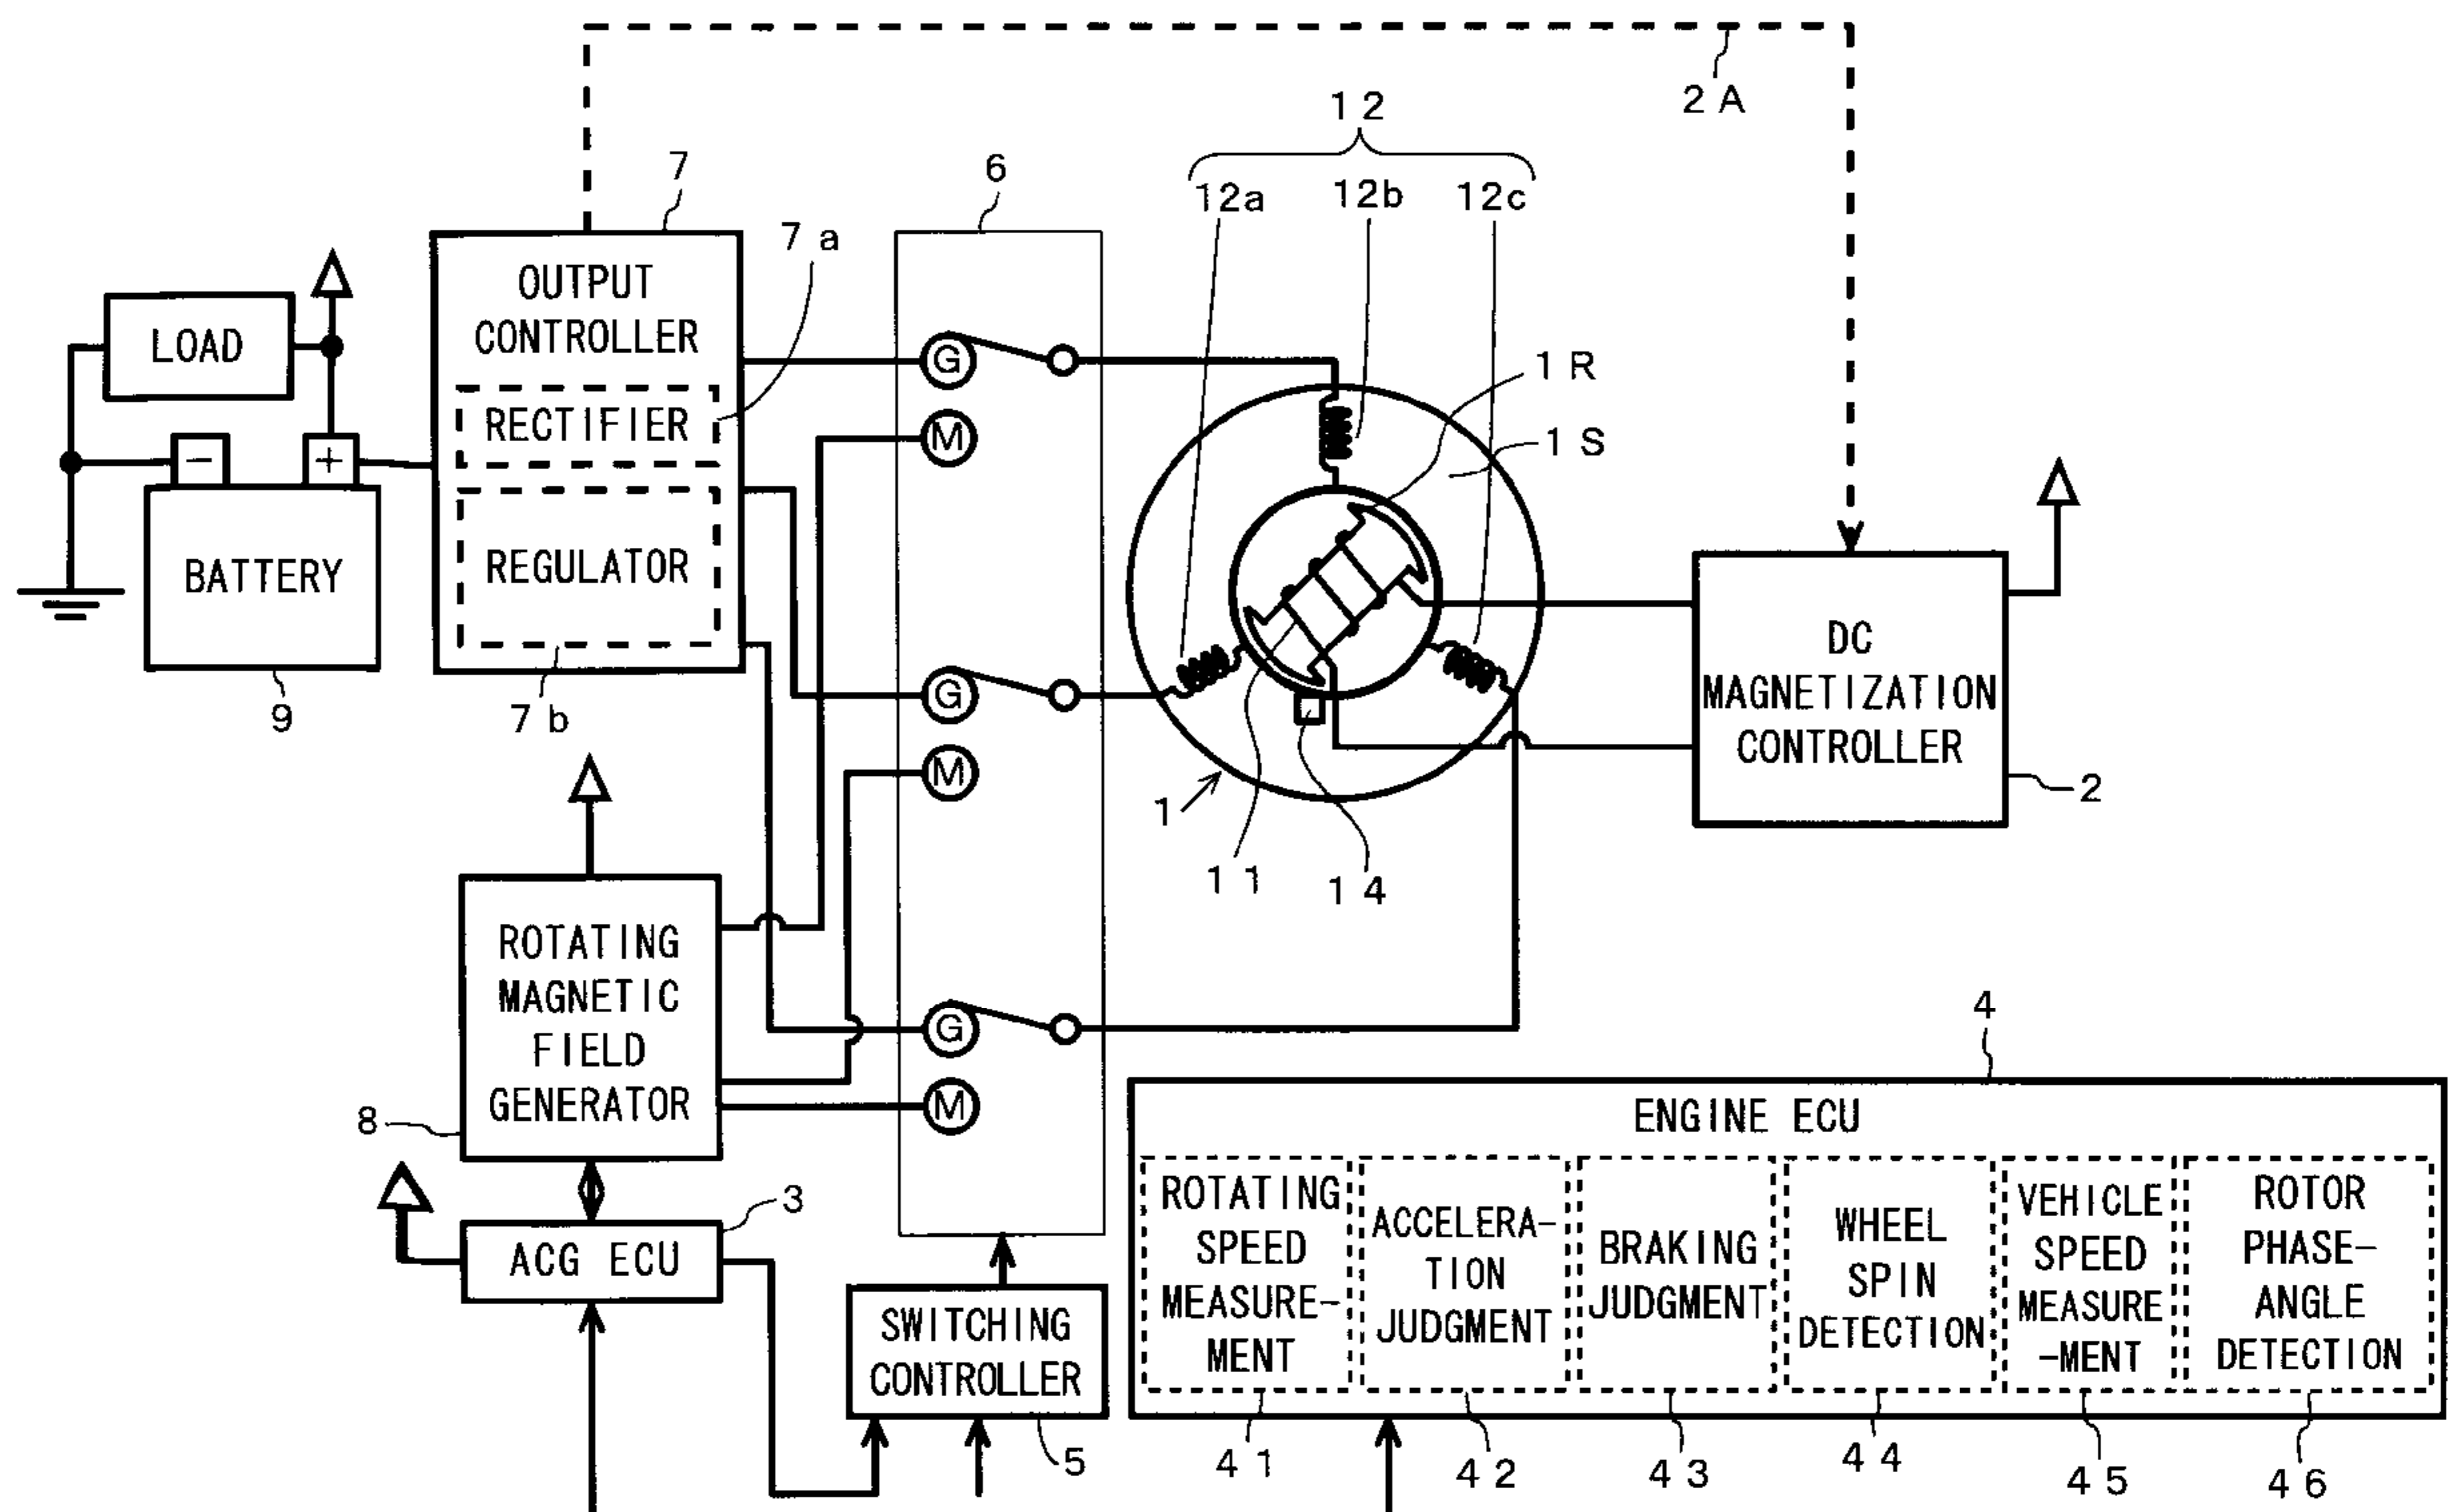 2A
12
12a 12b 12c
6
7
7a
OUTPUT
CONTROLLER
RECTIFIER
REGULATOR
7b
LOAD
− +
BATTERY
9
G
M
G
M
G
M
1R
1S
1
11
14
DC
MAGNETIZATION
CONTROLLER
2
ROTATING
MAGNETIC
FIELD
GENERATOR
8
ACG ECU
3
SWITCHING
CONTROLLER
5
4
ENGINE ECU
ROTATING
SPEED
MEASURE-
MENT
ACCELERA-
TION
JUDGMENT
BRAKING
JUDGMENT
WHEEL
SPIN
DETECTION
VEHICLE
SPEED
MEASURE
-MENT
ROTOR
PHASE-
ANGLE
DETECTION
41
42
43
44
45
46